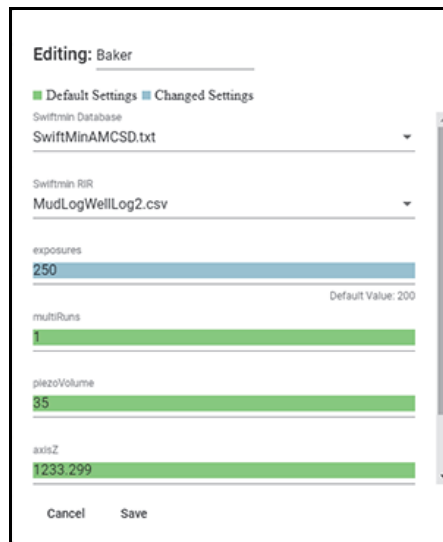 Editing: Baker
Default Settings Changed Settings
Swiftmin Database
SwiftMinAMCSD.txt
Swiftmin RIR
MudLogWellLog2.csv
exposures
250
Default Value: 200
multiRuns
1
piezoVolume
35
axisZ
1233.299
Cancel Save